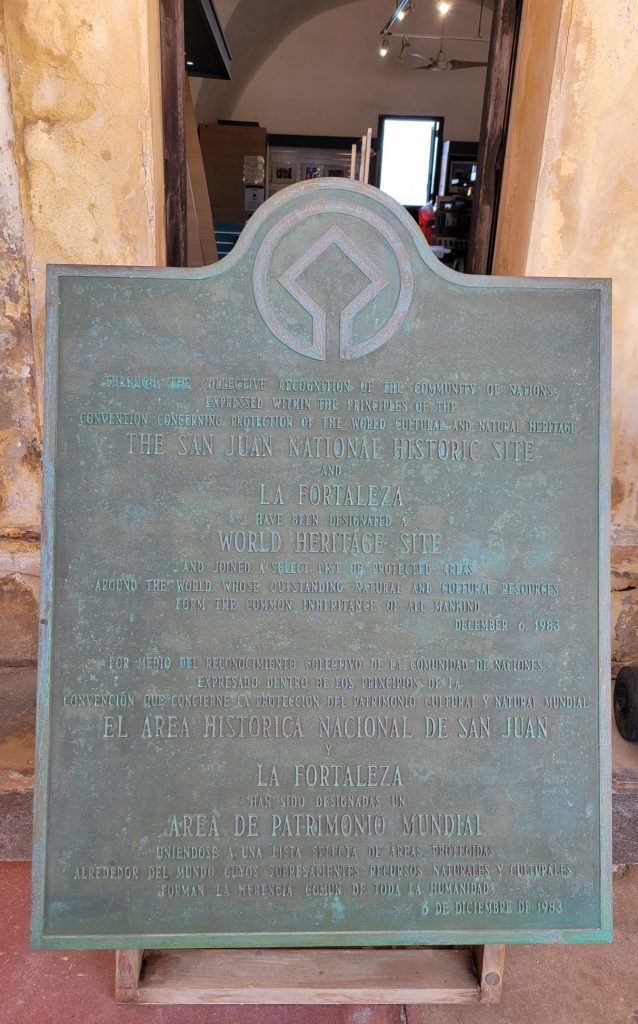 THROUGH THE COLLECTIVE RECOGNITION OF THE COMMUNITY OF NATIONS
EXPRESSED WITHIN THE PRINCIPLES OF THE
CONVENTION CONCERNING PROTECTION OF THE WORLD CULTURAL AND NATURAL HERITAGE
THE SAN JUAN NATIONAL HISTORIC SITE
AND
LA FORTALEZA
HAVE BEEN DESIGNATED A
WORLD HERITAGE SITE
AND JOINED A SELECT LIST OF PROTECTED AREAS
AROUND THE WORLD WHOSE OUTSTANDING NATURAL AND CULTURAL RESOURCES
FORM THE COMMON INHERITANCE OF ALL MANKIND
DECEMBER 6, 1983
POR MEDIO DEL RECONOCIMIENTO COLECTIVO DE LA COMUNIDAD DE NACIONES
EXPRESADO DENTRO DE LOS PRINCIPIOS DE LA
CONVENCIÓN QUE CONCIERNE LA PROTECCION DEL PATRIMONIO CULTURAL Y NATURAL MUNDIAL
EL AREA HISTORICA NACIONAL DE SAN JUAN
Y
LA FORTALEZA
HAN SIDO DESIGNADAS UN
AREA DE PATRIMONIO MUNDIAL
UNIÉNDOSE A UNA LISTA SELECTA DE ÁREAS PROTEGIDAS
ALREDEDOR DEL MUNDO CUYOS SOBRESALIENTES RECURSOS NATURALES Y CULTURALES
FORMAN LA HERENCIA COMÚN DE TODA LA HUMANIDAD
6 DE DICIEMBRE DE 1983